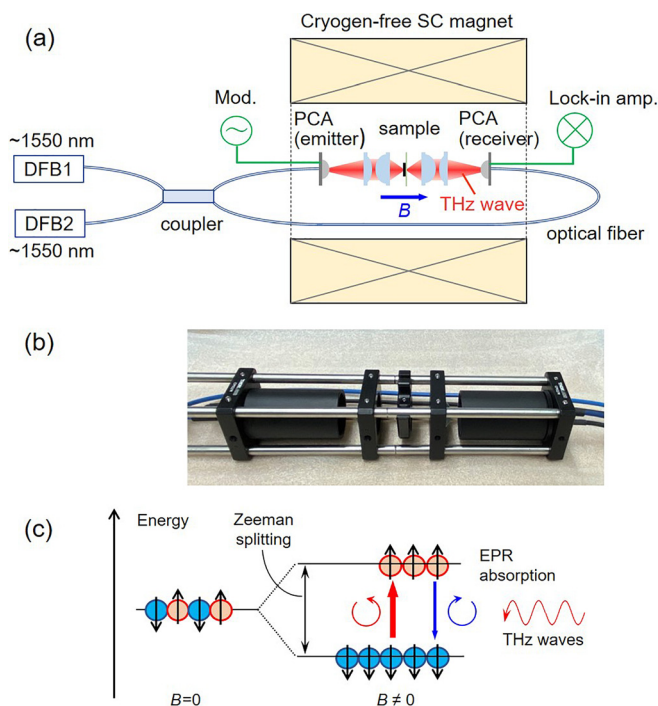 (a)
Cryogen-free SC magnet
Mod.
PCA
(emitter)
sample
PCA
(receiver)
Lock-in amp.
~1550 nm
DFB1
DFB2
~1550 nm
coupler
B
THz wave
optical fiber
(b)
(c)
Energy
Zeeman
splitting
EPR
absorption
THz waves
B=0
B ≠ 0